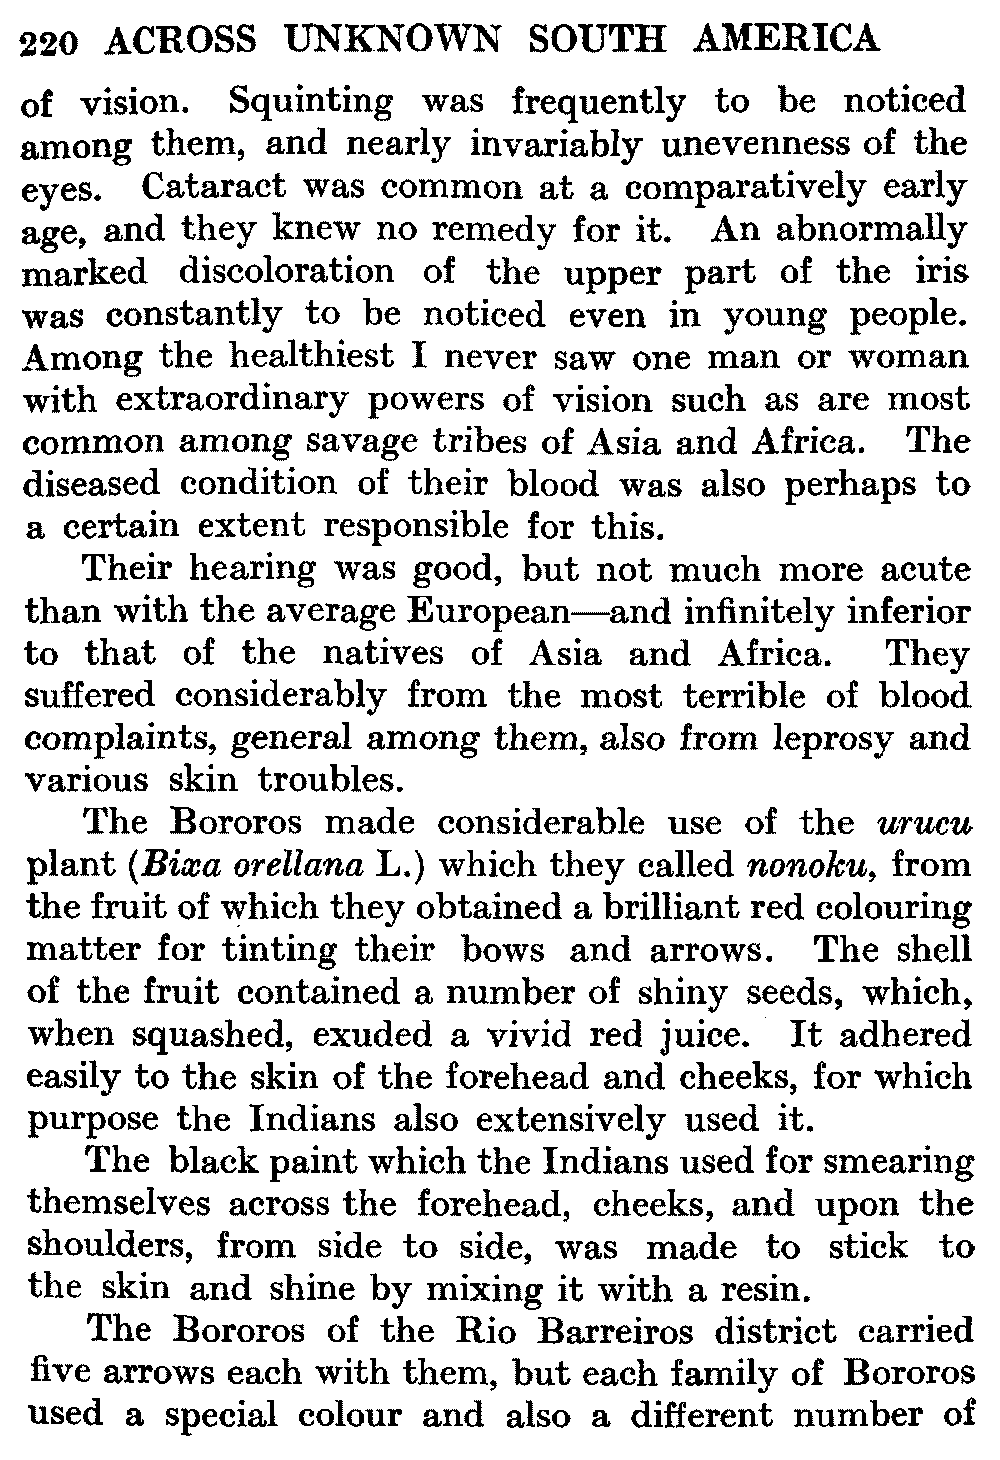 220 ACROSS UNKNOWN SOUTH AMERICA
of vision. Squinting was frequently to be noticed
among them, and nearly invariably unevenness of the
eyes. Cataract was common at a comparatively early
age, and they knew no remedy for it. An abnormally
marked discoloration of the upper part of the iris
was constantly to be noticed even in young people.
Among the healthiest I never saw one man or woman
with extraordinary powers of vision such as are most
common among savage tribes of Asia and Africa. The
diseased condition of their blood was also perhaps to
a certain extent responsible for this.
Their hearing was good, but not much more acute
than with the average European—and infinitely inferior
to that of the natives of Asia and Africa. They
suffered considerably from the most terrible of blood
complaints, general among them, also from leprosy and
various skin troubles.
The Bororos made considerable use of the urucu
plant (Bixa orellana L.) which they called nonoku, from
the fruit of which they obtained a brilliant red colouring
matter for tinting their bows and arrows. The shell
of the fruit contained a number of shiny seeds, which,
when squashed, exuded a vivid red juice. It adhered
easily to the skin of the forehead and cheeks, for which
purpose the Indians also extensively used it.
The black paint which the Indians used for smearing
themselves across the forehead, cheeks, and upon the
shoulders, from side to side, was made to stick to
the skin and shine by mixing it with a resin.
The Bororos of the Rio Barreiros district carried
five arrows each with them, but each family of Bororos
used a special colour and also a different number of